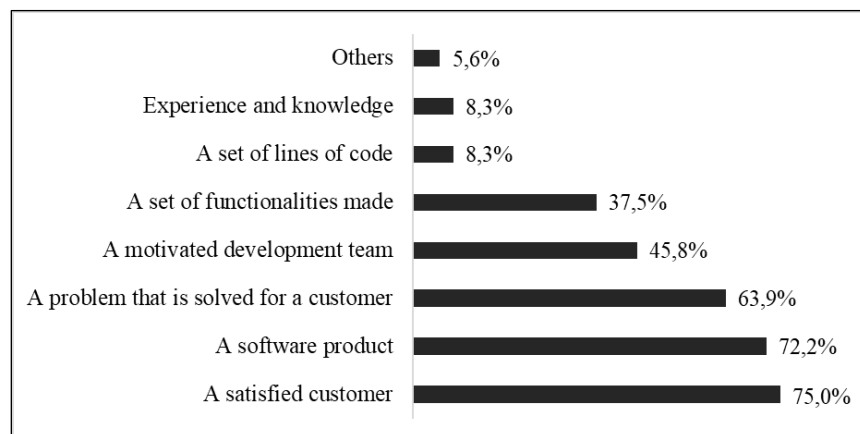 Others 5,6%
Experience and knowledge 8,3%
A set of lines of code 8,3%
A set of functionalities made 37,5%
A motivated development team 45,8%
A problem that is solved for a customer 63,9%
A software product 72,2%
A satisfied customer 75,0%